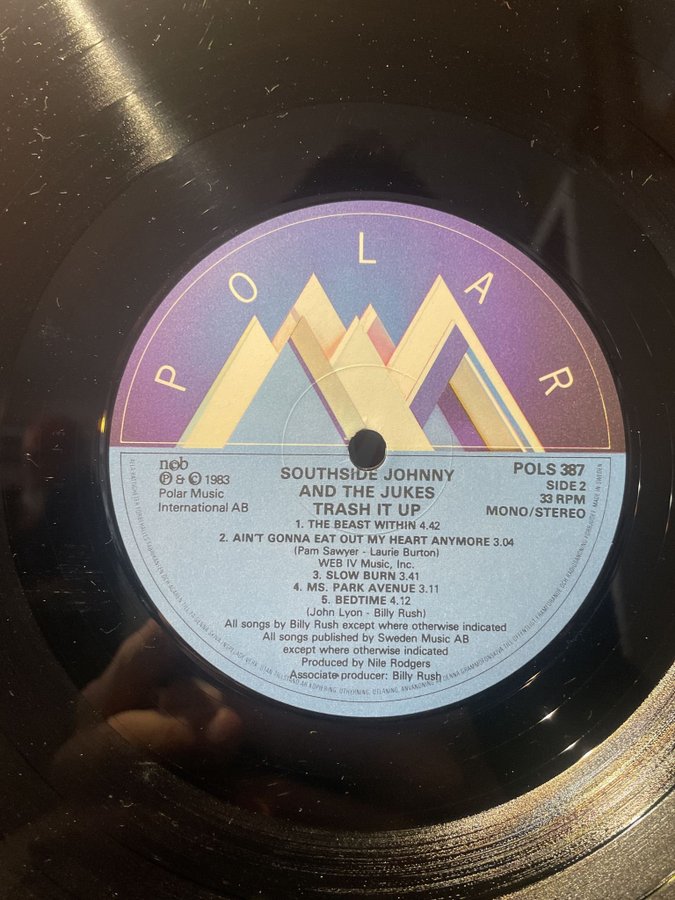 POLAR
ncb
Ⓟ & © 1983
Polar Music
International AB
POLS 387
SIDE 2
33 RPM
MONO/STEREO
SOUTHSIDE JOHNNY
AND THE JUKES
TRASH IT UP
1. THE BEAST WITHIN 4.42
2. AIN'T GONNA EAT OUT MY HEART ANYMORE 3.04
(Pam Sawyer - Laurie Burton)
WEB IV Music, Inc.
3. SLOW BURN 3.41
4. MS. PARK AVENUE 3.11
5. BEDTIME 4.12
(John Lyon - Billy Rush)
All songs by Billy Rush except where otherwise indicated
All songs published by Sweden Music AB
except where otherwise indicated
Produced by Nile Rodgers
Associate producer: Billy Rush
MADE IN SWEDEN